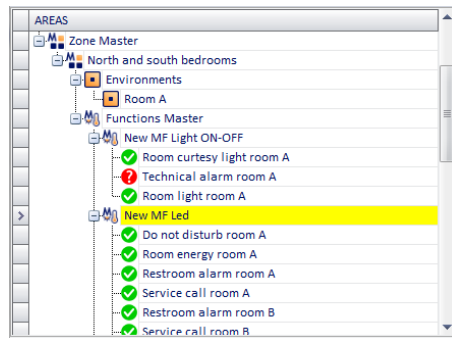 AREAS
Zone Master
North and south bedrooms
Environments
Room A
Functions Master
New MF Light ON-OFF
Room curtesy light room A
Technical alarm room A
Room light room A
New MF Led
Do not disturb room A
Room energy room A
Restroom alarm room A
Service call room A
Restroom alarm room B
Service call room B